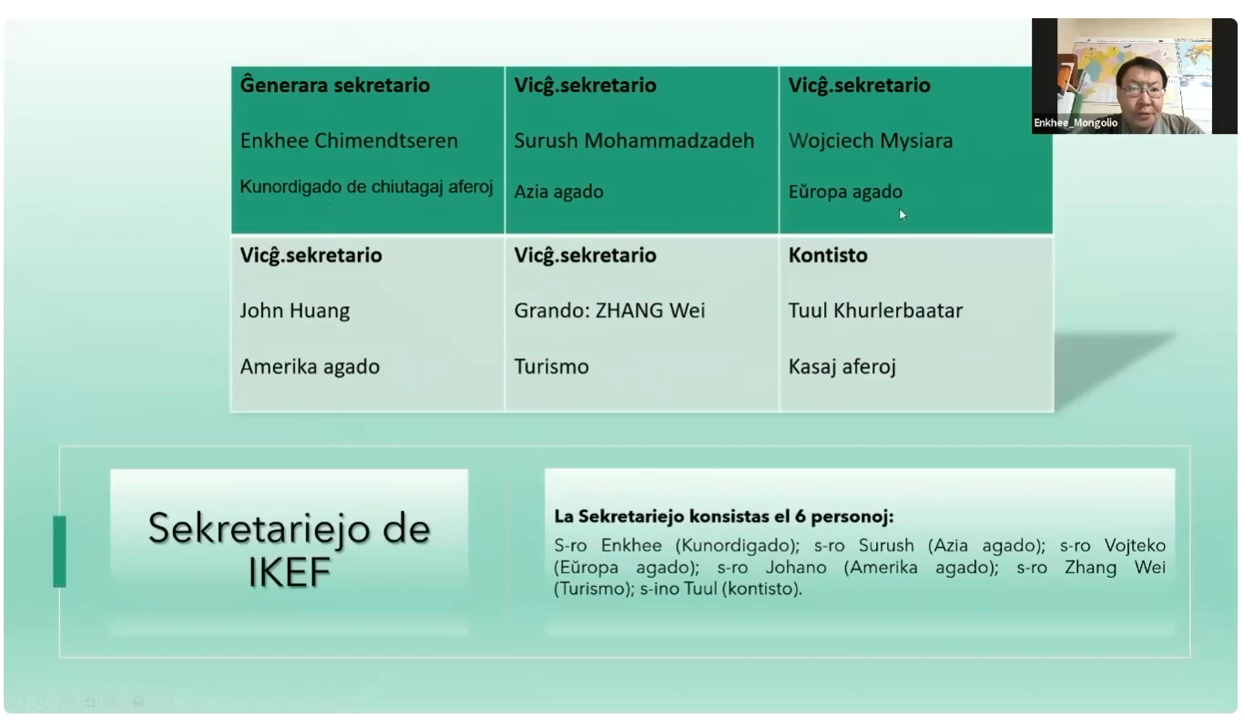 Ĝenerara sekretario
Enkhee Chimendtseren
Kunordigado de chiutagaj aferoj
Vicĝ.sekretario
Surush Mohammadzadeh
Azia agado
Vicĝ.sekretario
Wojciech Mysiara
Eŭropa agado
Enkhee_Mongolio
Vicĝ.sekretario
John Huang
Amerika agado
Vicĝ.sekretario
Grando: ZHANG Wei
Turismo
Kontisto
Tuul Khurlerbaatar
Kasaj aferoj
Sekretariejo de
IKEF
La Sekretariejo konsistas el 6 personoj:
S-ro Enkhee (Kunordigado); s-ro Surush (Azia agado); s-ro Vojteko
(Eŭropa agado); s-ro Johano (Amerika agado); s-ro Zhang Wei
(Turismo); s-ino Tuul (kontisto).